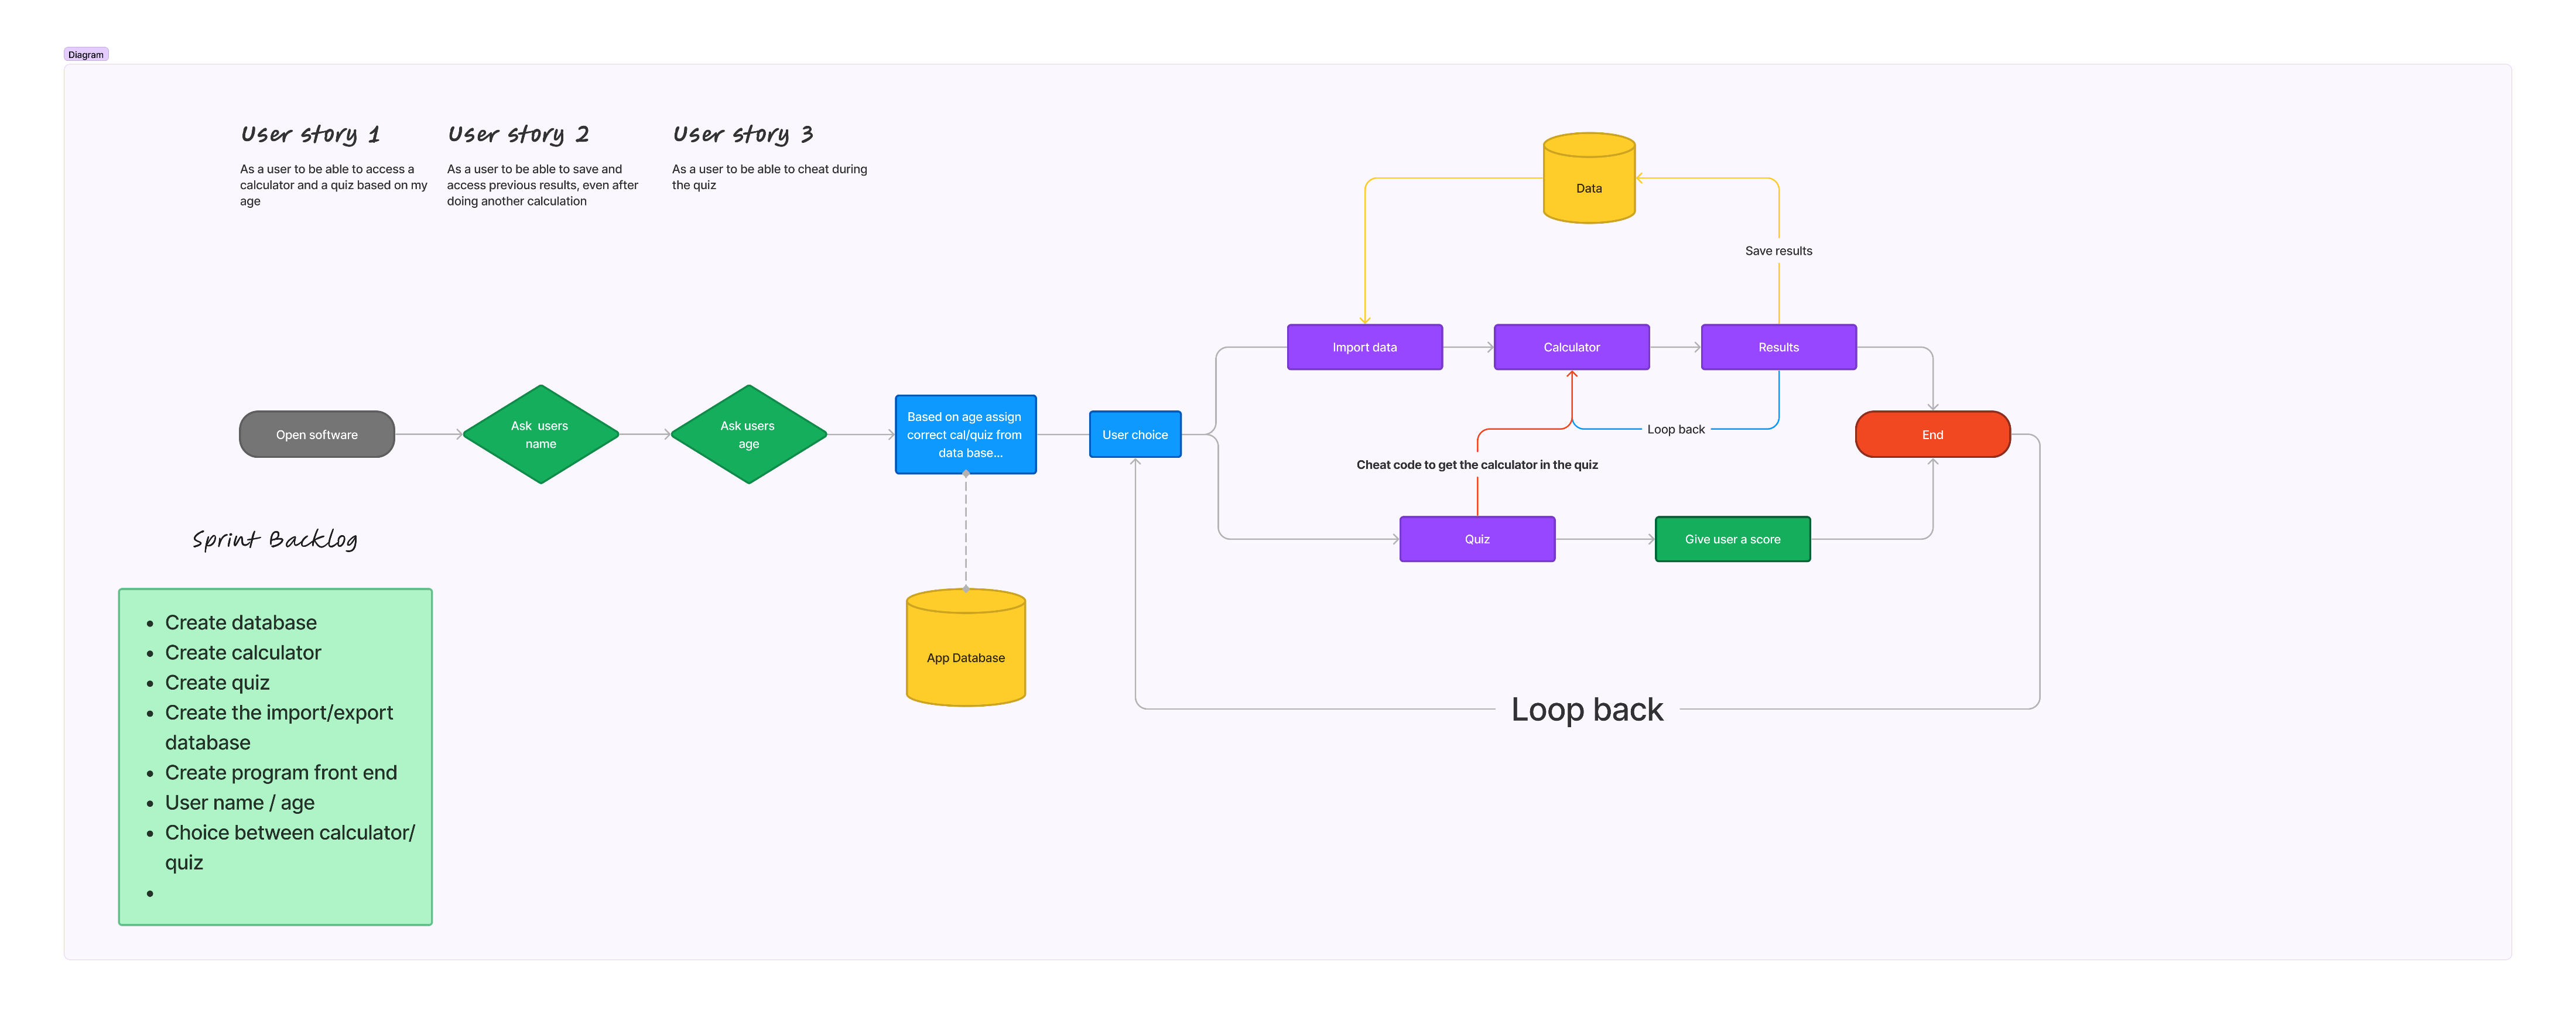 Diagram
User story 1
As a user to be able to access a
calculator and a quiz based on my
age
User story 2
As a user to be able to save and
access previous results, even after
doing another calculation
User story 3
As a user to be able to cheat during
the quiz
Data
Save results
Import data
Calculator
Results
Open software
Ask users
name
Ask users
age
Based on age assign
correct cal/quiz from
data base...
User choice
Loop back
End
Cheat code to get the calculator in the quiz
Quiz
Give user a score
App Database
Loop back
Sprint Backlog
• Create database
• Create calculator
• Create quiz
• Create the import/export
database
• Create program front end
• User name / age
• Choice between calculator/
quiz
•